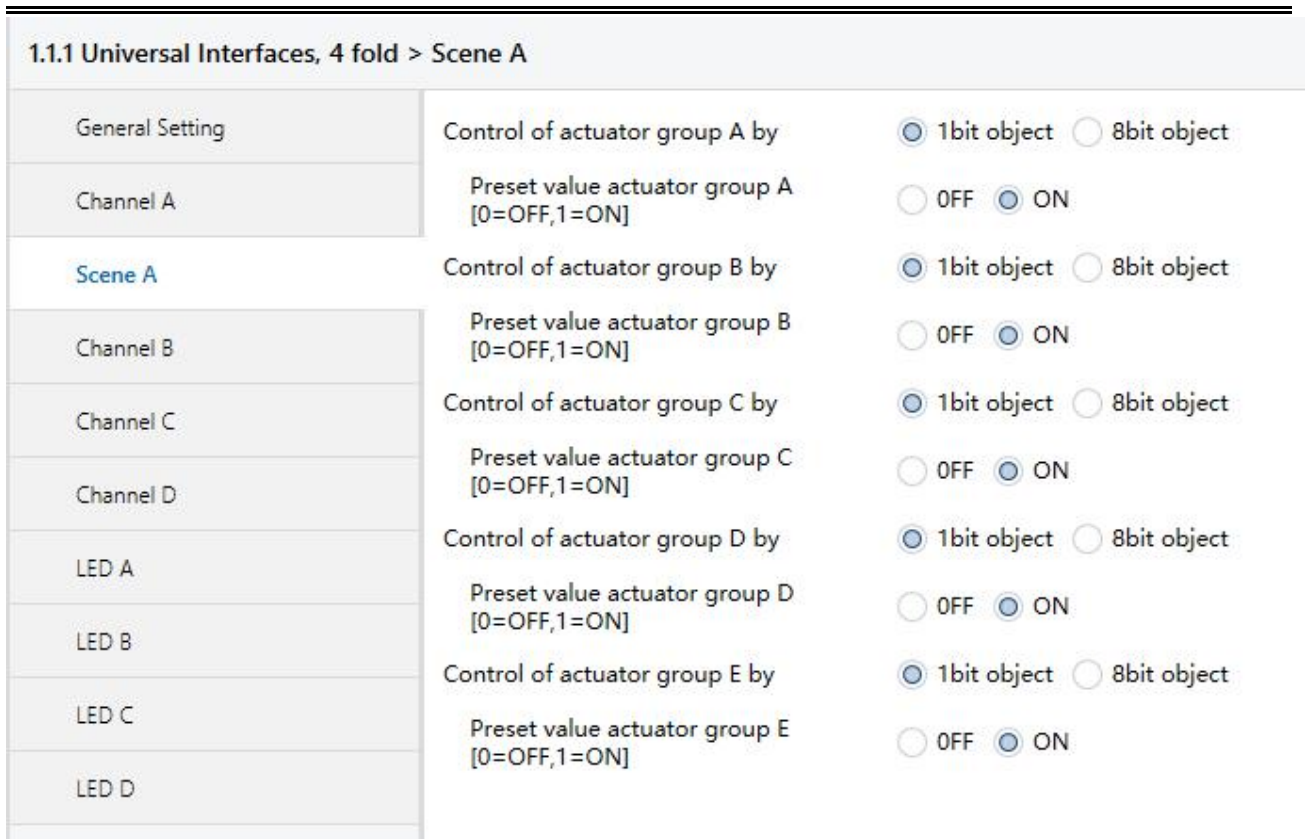 1.1.1 Universal Interfaces, 4 fold > Scene A
General Setting
Channel A
Scene A
Channel B
Channel C
Channel D
LED A
LED B
LED C
LED D
Control of actuator group A by 1bit object 8bit object
Preset value actuator group A
[0=OFF,1=ON] 0FF ON
Control of actuator group B by 1bit object 8bit object
Preset value actuator group B
[0=OFF,1=ON] 0FF ON
Control of actuator group C by 1bit object 8bit object
Preset value actuator group C
[0=OFF,1=ON] 0FF ON
Control of actuator group D by 1bit object 8bit object
Preset value actuator group D
[0=OFF,1=ON] 0FF ON
Control of actuator group E by 1bit object 8bit object
Preset value actuator group E
[0=OFF,1=ON] 0FF ON